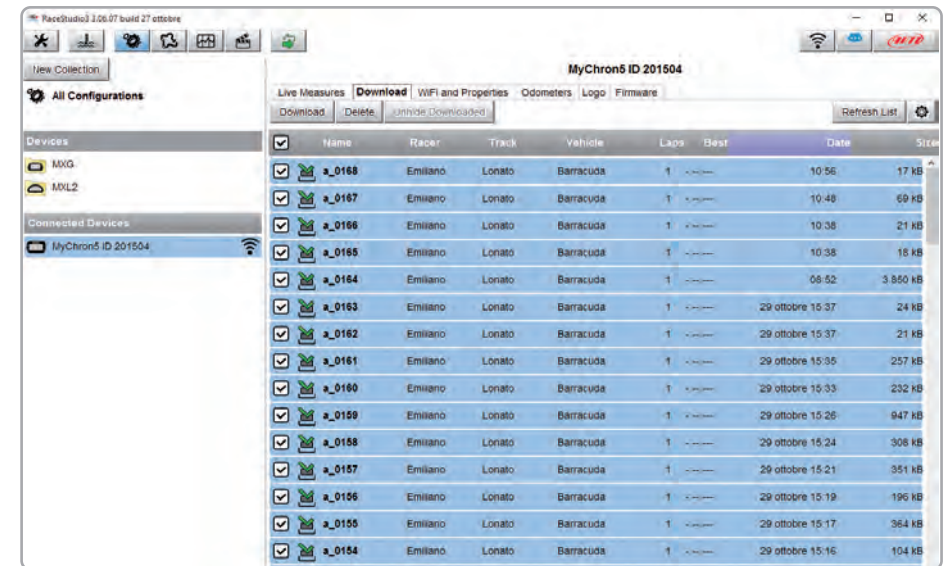 RaceStudio3 3.06.07 build 27 ottobre
AiM
New Collection
All Configurations
Devices
MXG
MXL2
Connected Devices
MyChron5 ID 201504
MyChron5 ID 201504
Live Measures Download WiFi and Properties Odometers Logo Firmware
Download Delete Unhide Downloaded Refresh List
Name Racer Track Vehicle Laps Best Date Size
a_0168 Emiliano Lonato Barracuda 1 -.--.--- 10:56 17 kB
a_0167 Emiliano Lonato Barracuda 1 -.--.--- 10:48 69 kB
a_0166 Emiliano Lonato Barracuda 1 -.--.--- 10:38 21 kB
a_0165 Emiliano Lonato Barracuda 1 -.--.--- 10:38 18 kB
a_0164 Emiliano Lonato Barracuda 1 -.--.--- 08:52 3.850 kB
a_0163 Emiliano Lonato Barracuda 1 -.--.--- 29 ottobre 15:37 24 kB
a_0162 Emiliano Lonato Barracuda 1 -.--.--- 29 ottobre 15:37 21 kB
a_0161 Emiliano Lonato Barracuda 1 -.--.--- 29 ottobre 15:35 257 kB
a_0160 Emiliano Lonato Barracuda 1 -.--.--- 29 ottobre 15:33 232 kB
a_0159 Emiliano Lonato Barracuda 1 -.--.--- 29 ottobre 15:26 947 kB
a_0158 Emiliano Lonato Barracuda 1 -.--.--- 29 ottobre 15:24 308 kB
a_0157 Emiliano Lonato Barracuda 1 -.--.--- 29 ottobre 15:21 351 kB
a_0156 Emiliano Lonato Barracuda 1 -.--.--- 29 ottobre 15:19 196 kB
a_0155 Emiliano Lonato Barracuda 1 -.--.--- 29 ottobre 15:17 364 kB
a_0154 Emiliano Lonato Barracuda 1 -.--.--- 29 ottobre 15:16 104 kB